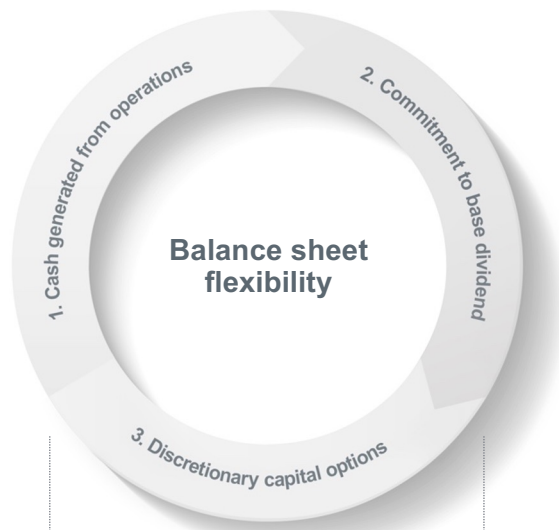 1. Cash generated from operations
2. Commitment to base dividend
Balance sheet
flexibility
3. Discretionary capital options